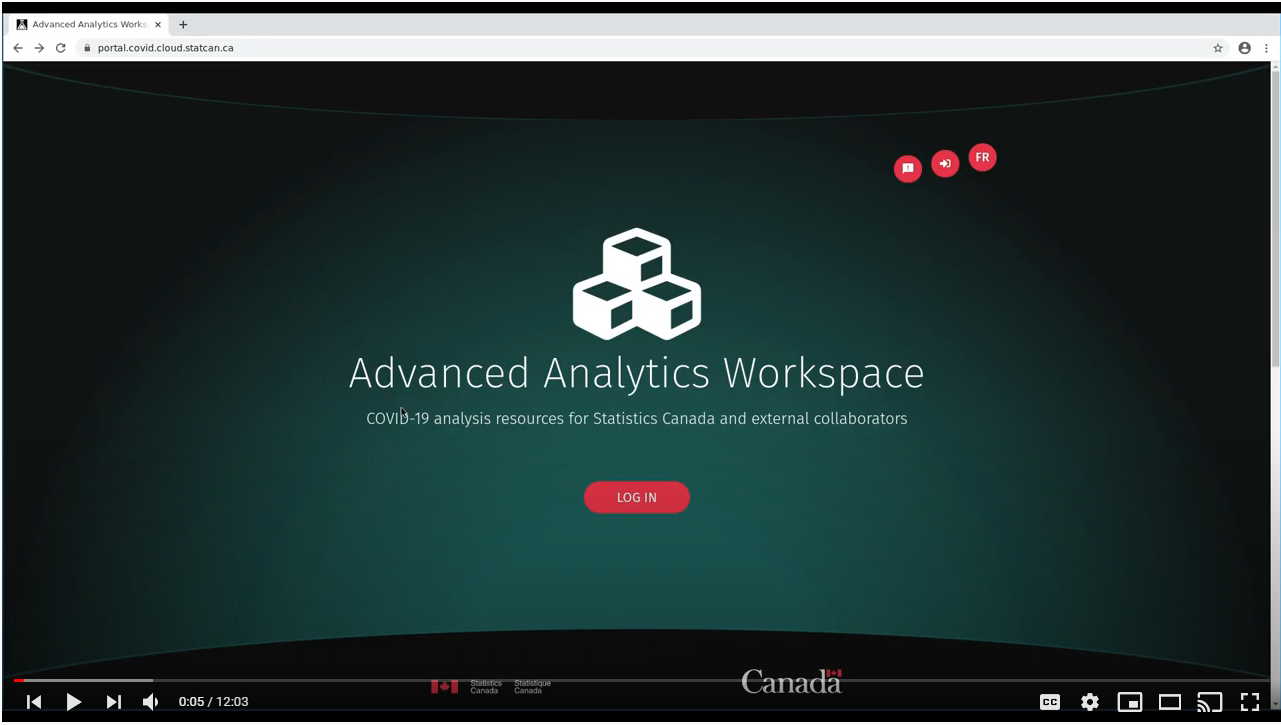 Advanced Analytics Works
portal.covid.cloud.statcan.ca
FR
Advanced Analytics Workspace
COVID-19 analysis resources for Statistics Canada and external collaborators
LOG IN
Statistics Statistique
Canada Canada
Canada
0:05 / 12:03
CC